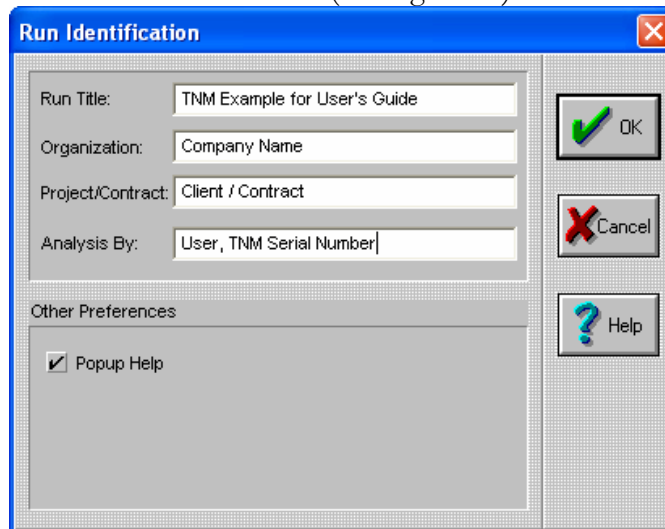 Run Identification
Run Title: TNM Example for User's Guide
Organization: Company Name
Project/Contract: Client / Contract
Analysis By: User, TNM Serial Number
OK
Cancel
Help
Other Preferences
Popup Help